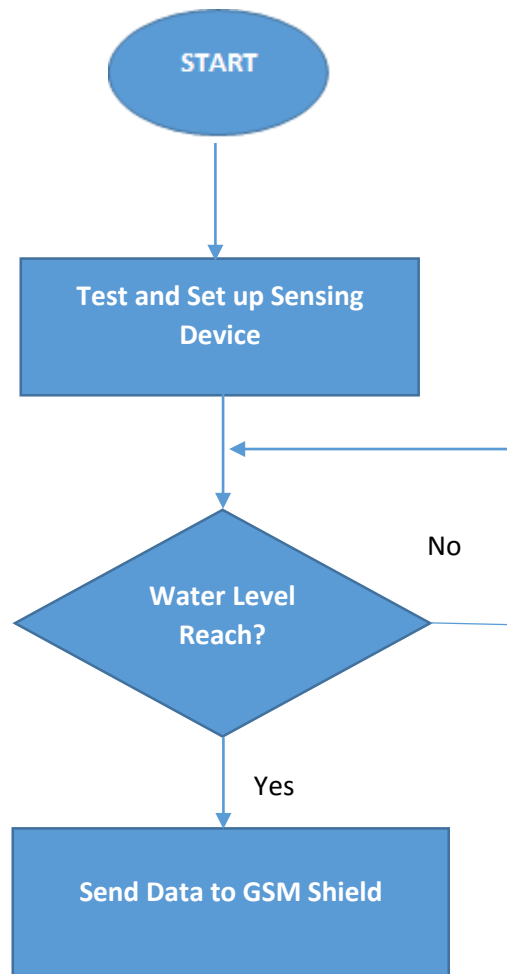 START
Test and Set up Sensing
Device
No
Water Level
Reach?
Yes
Send Data to GSM Shield